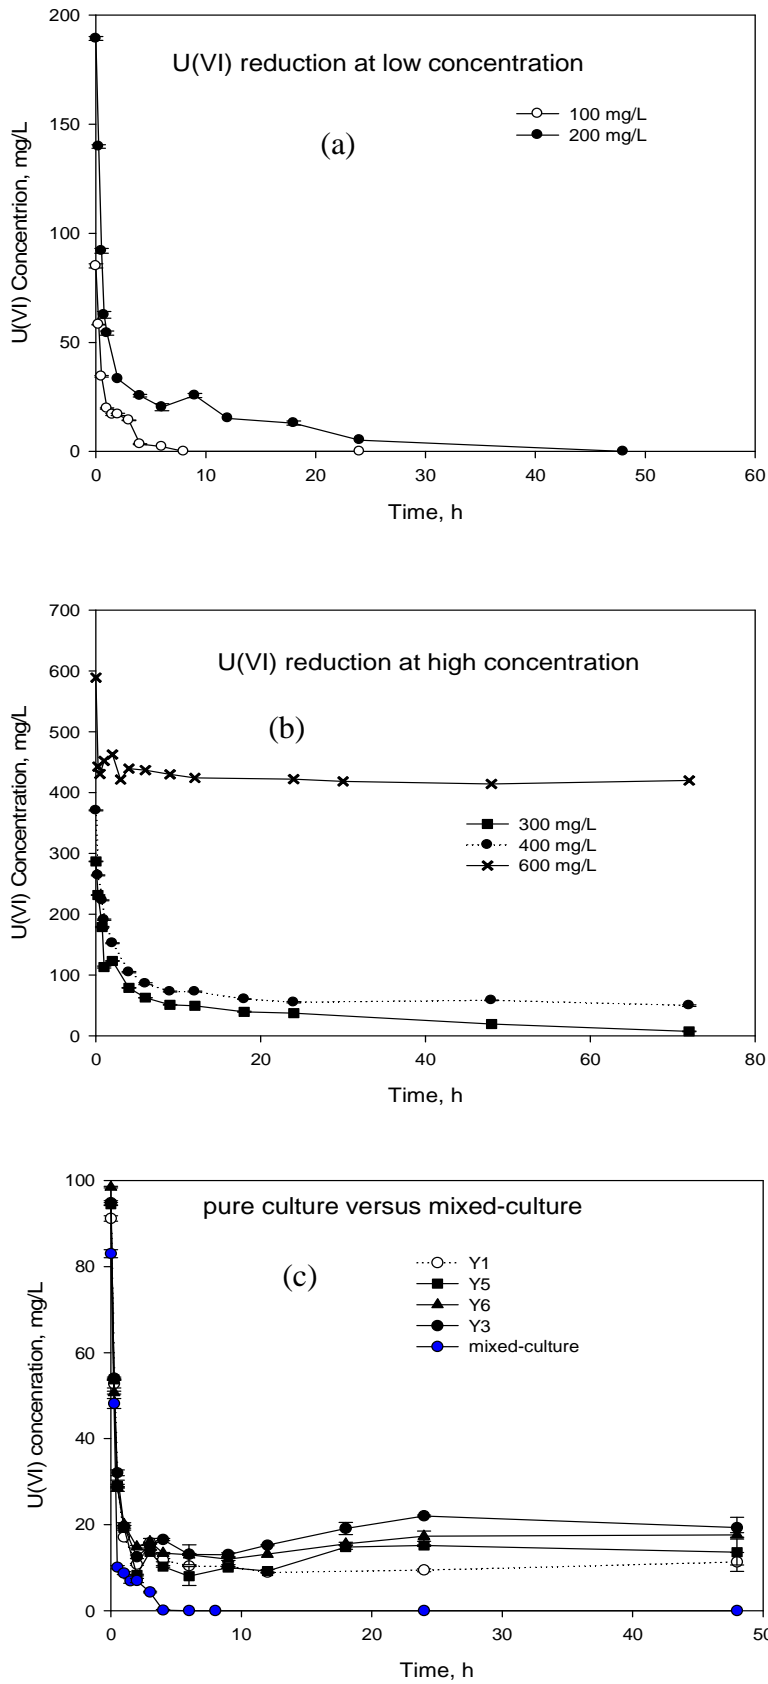 200
U(VI) reduction at low concentration
100 mg/L
150
(a)
200 mg/L
U(VI) Concentrion, mg/L
100
50
0
0 10 20 30 40 50 60
Time, h
700
U(VI) reduction at high concentration
600
(b)
500
U(VI) Concentration, mg/L
400
300 mg/L
400 mg/L
300
600 mg/L
200
100
0
0 20 40 60 80
Time, h
100
pure culture versus mixed-culture
(c)
Y1
80
Y5
Y6
Y3
mixed-culture
U(VI) concenration, mg/L
60
40
20
0
0 10 20 30 40 50
Time, h